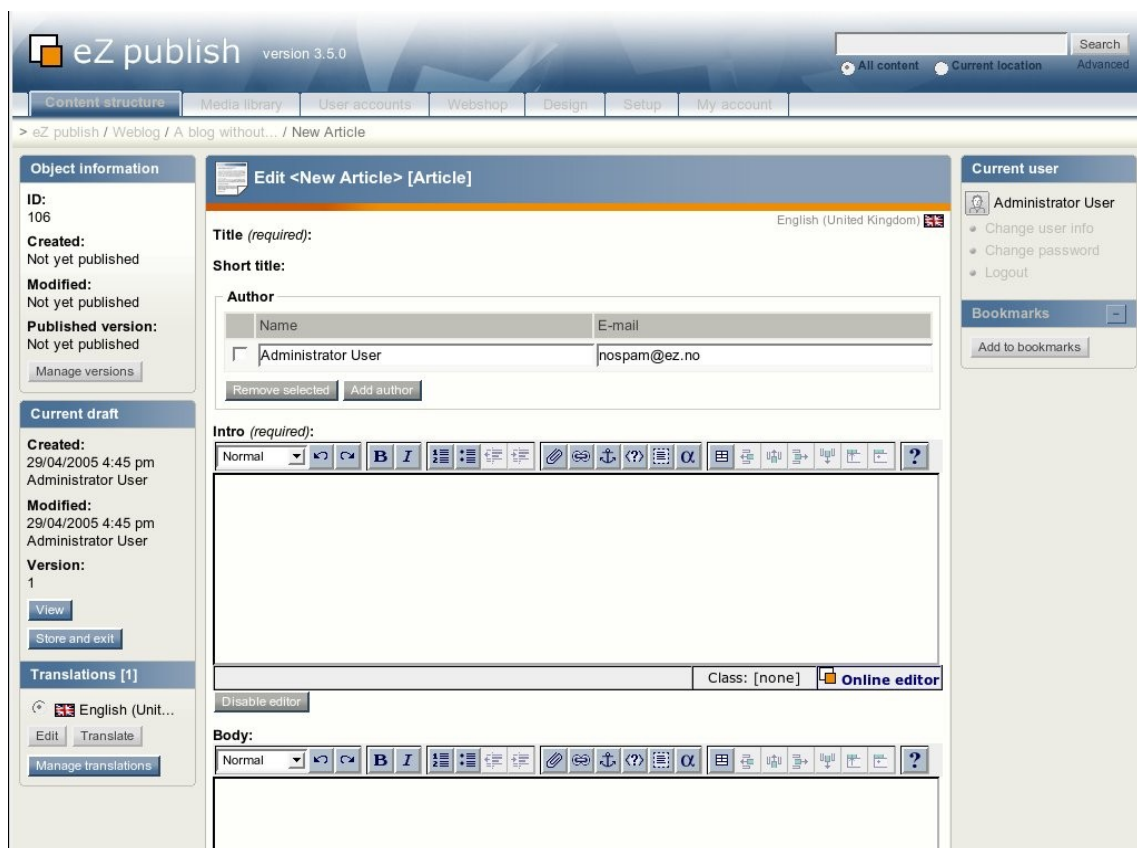 eZ publish version 3.5.0
Search
All content Current location Advanced
Content structure Media library User accounts Webshop Design Setup My account
> eZ publish / Weblog / A blog without... / New Article
Object information
ID:
106
Created:
Not yet published
Modified:
Not yet published
Published version:
Not yet published
Manage versions
Current draft
Created:
29/04/2005 4:45 pm
Administrator User
Modified:
29/04/2005 4:45 pm
Administrator User
Version:
1
View
Store and exit
Translations [1]
English (Unit...
Edit Translate
Manage translations
Edit <New Article> [Article]
English (United Kingdom)
Title (required):
Short title:
Author
Name E-mail
Administrator User nospam@ez.no
Remove selected Add author
Intro (required):
Normal B I <?> α ?
Class: [none] Online editor
Disable editor
Body:
Normal B I <?> α ?
Current user
Administrator User
Change user info
Change password
Logout
Bookmarks -
Add to bookmarks